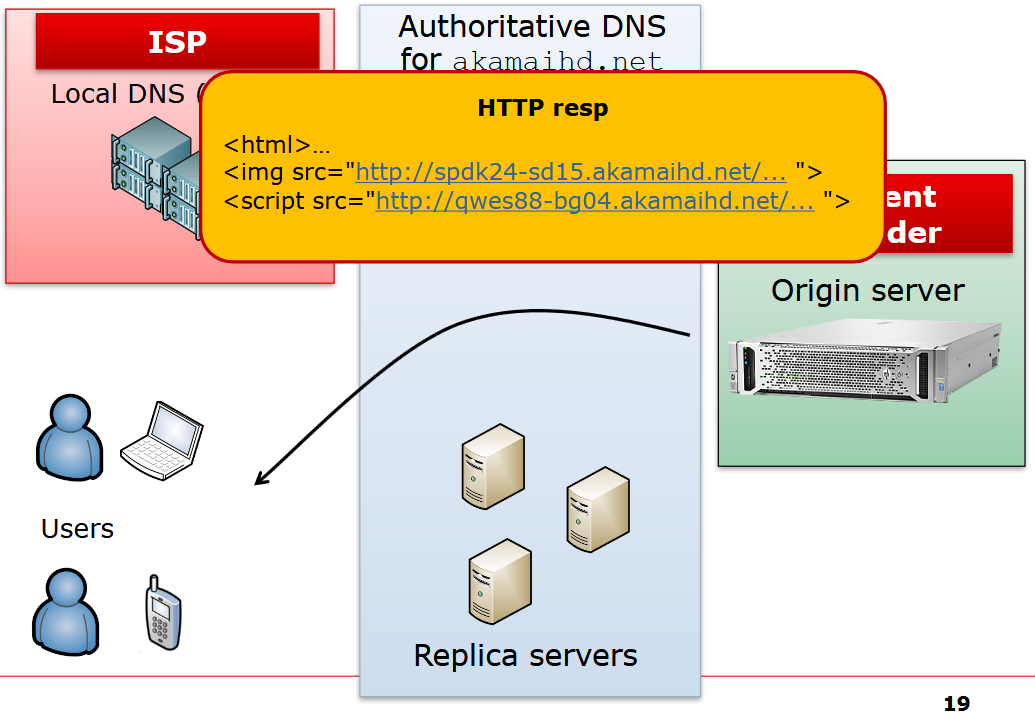 ISP
Local DNS (
Authoritative DNS
for akamaihd.net
HTTP resp
<html>…
<img src="http://spdk24-sd15.akamaihd.net/… ">
<script src="http://qwes88-bg04.akamaihd.net/… ">
ent
der
Origin server
Users
Replica servers
19